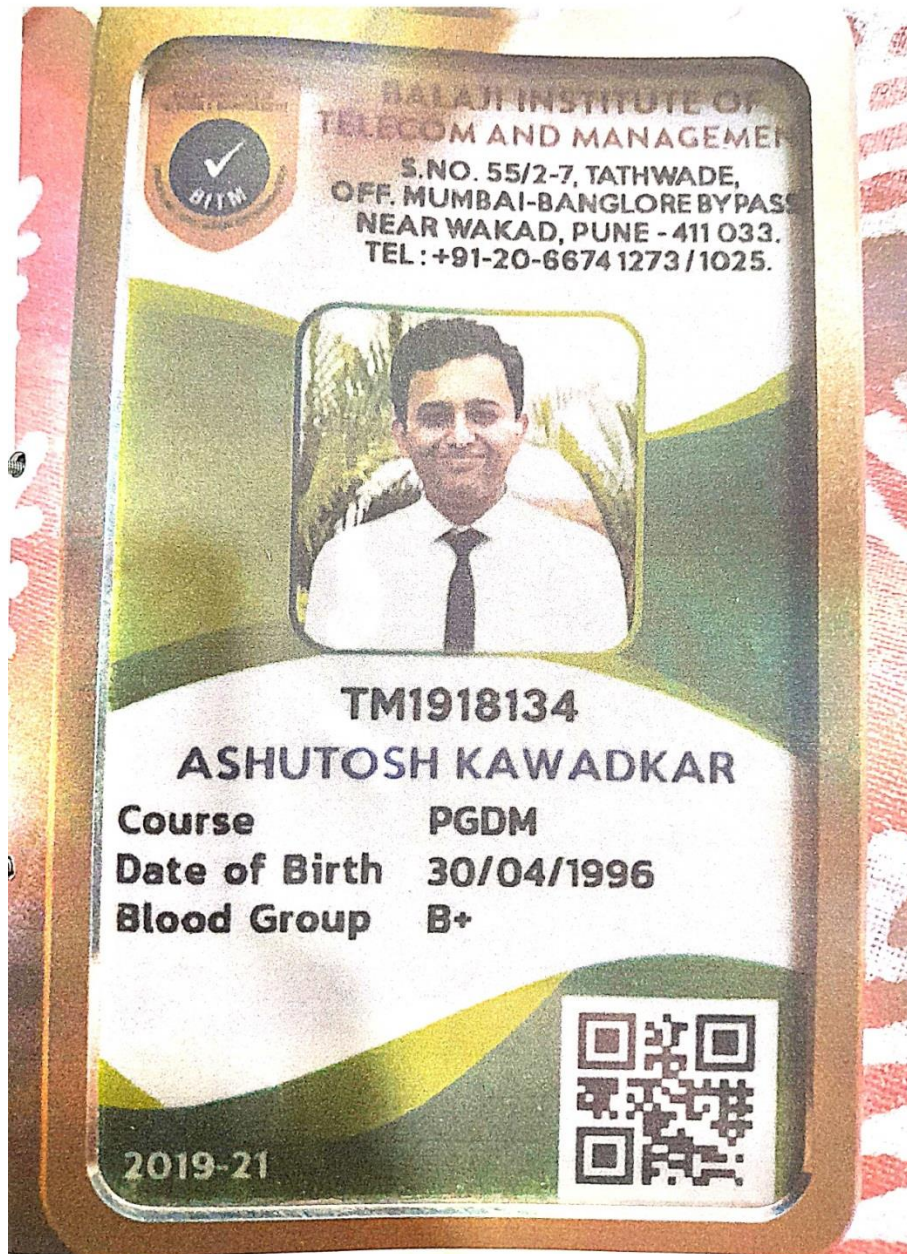 BITM
BALAJI INSTITUTE OF
TELECOM AND MANAGEMEN
S.NO. 55/2-7, TATHWADE,
OFF. MUMBAI-BANGLORE BYPASS
NEAR WAKAD, PUNE - 411 033.
TEL : +91-20-66741273 / 1025.
TM1918134
ASHUTOSH KAWADKAR
Course PGDM
Date of Birth 30/04/1996
Blood Group B+
2019-21